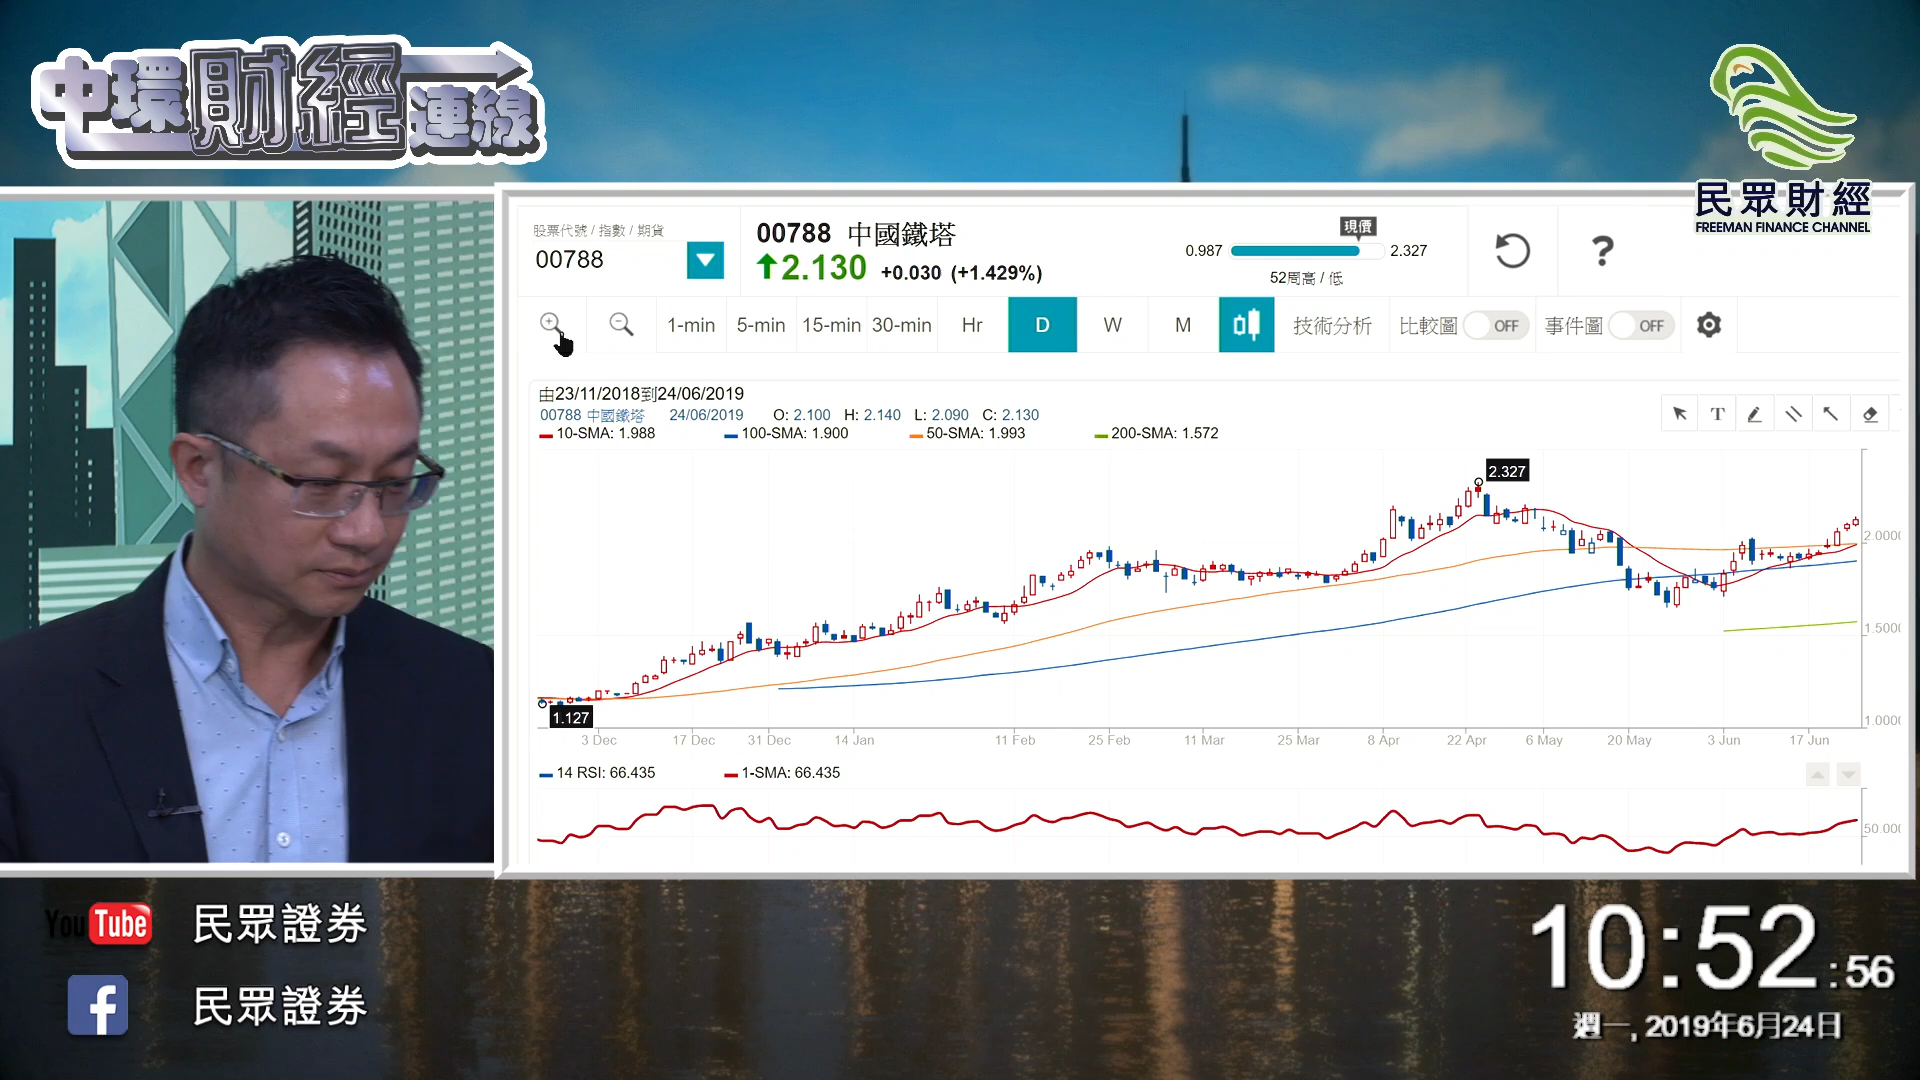 中環財經連線
民眾財經
FREEMAN FINANCE CHANNEL
股票代號 / 指數 / 期貨
00788
00788 中國鐵塔
2.130 +0.030 (+1.429%)
現價
0.987 2.327
52周高 / 低
?
1-min 5-min 15-min 30-min Hr D W M 技術分析 比較圖 OFF 事件圖 OFF
由23/11/2018到24/06/2019
00788 中國鐵塔 24/06/2019 O: 2.100 H: 2.140 L: 2.090 C: 2.130
10-SMA: 1.988 100-SMA: 1.900 50-SMA: 1.993 200-SMA: 1.572
T
2.327
2.0000
1.5000
1.127
1.0000
3 Dec 17 Dec 31 Dec 14 Jan 11 Feb 25 Feb 11 Mar 25 Mar 8 Apr 22 Apr 6 May 20 May 3 Jun 17 Jun
14 RSI: 66.435 1-SMA: 66.435
50.000
YouTube 民眾證券
f 民眾證券
10:52:56
週一, 2019年6月24日